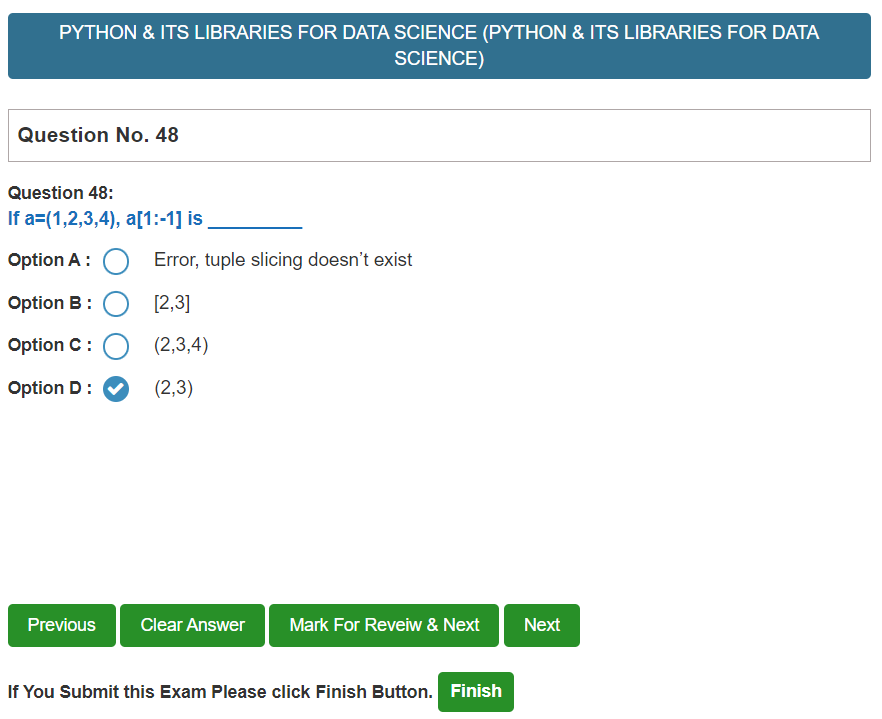 PYTHON & ITS LIBRARIES FOR DATA SCIENCE (PYTHON & ITS LIBRARIES FOR DATA
SCIENCE)
Question No. 48
Question 48:
If a=(1,2,3,4), a[1:-1] is __________
Option A : Error, tuple slicing doesn’t exist
Option B : [2,3]
Option C : (2,3,4)
Option D : (2,3)
Previous Clear Answer Mark For Reveiw & Next Next
If You Submit this Exam Please click Finish Button. Finish